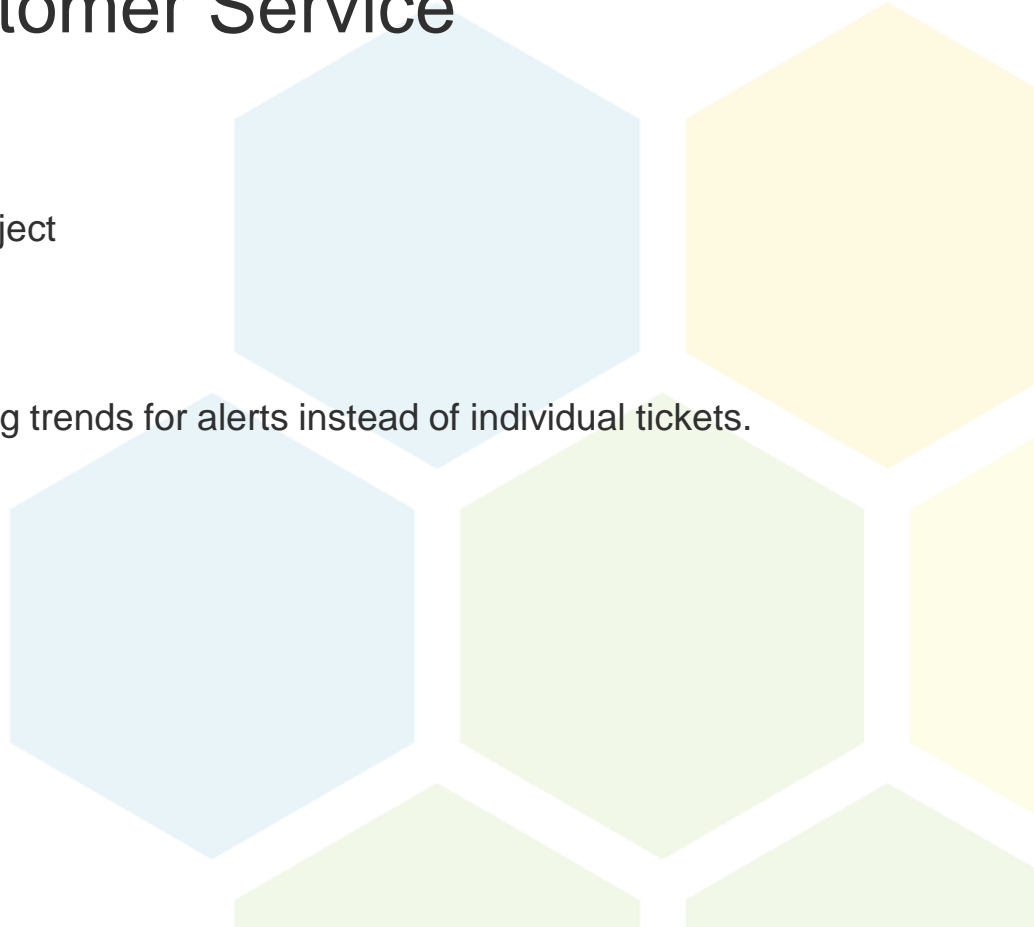 tomer Service
ject
g trends for alerts instead of individual tickets.